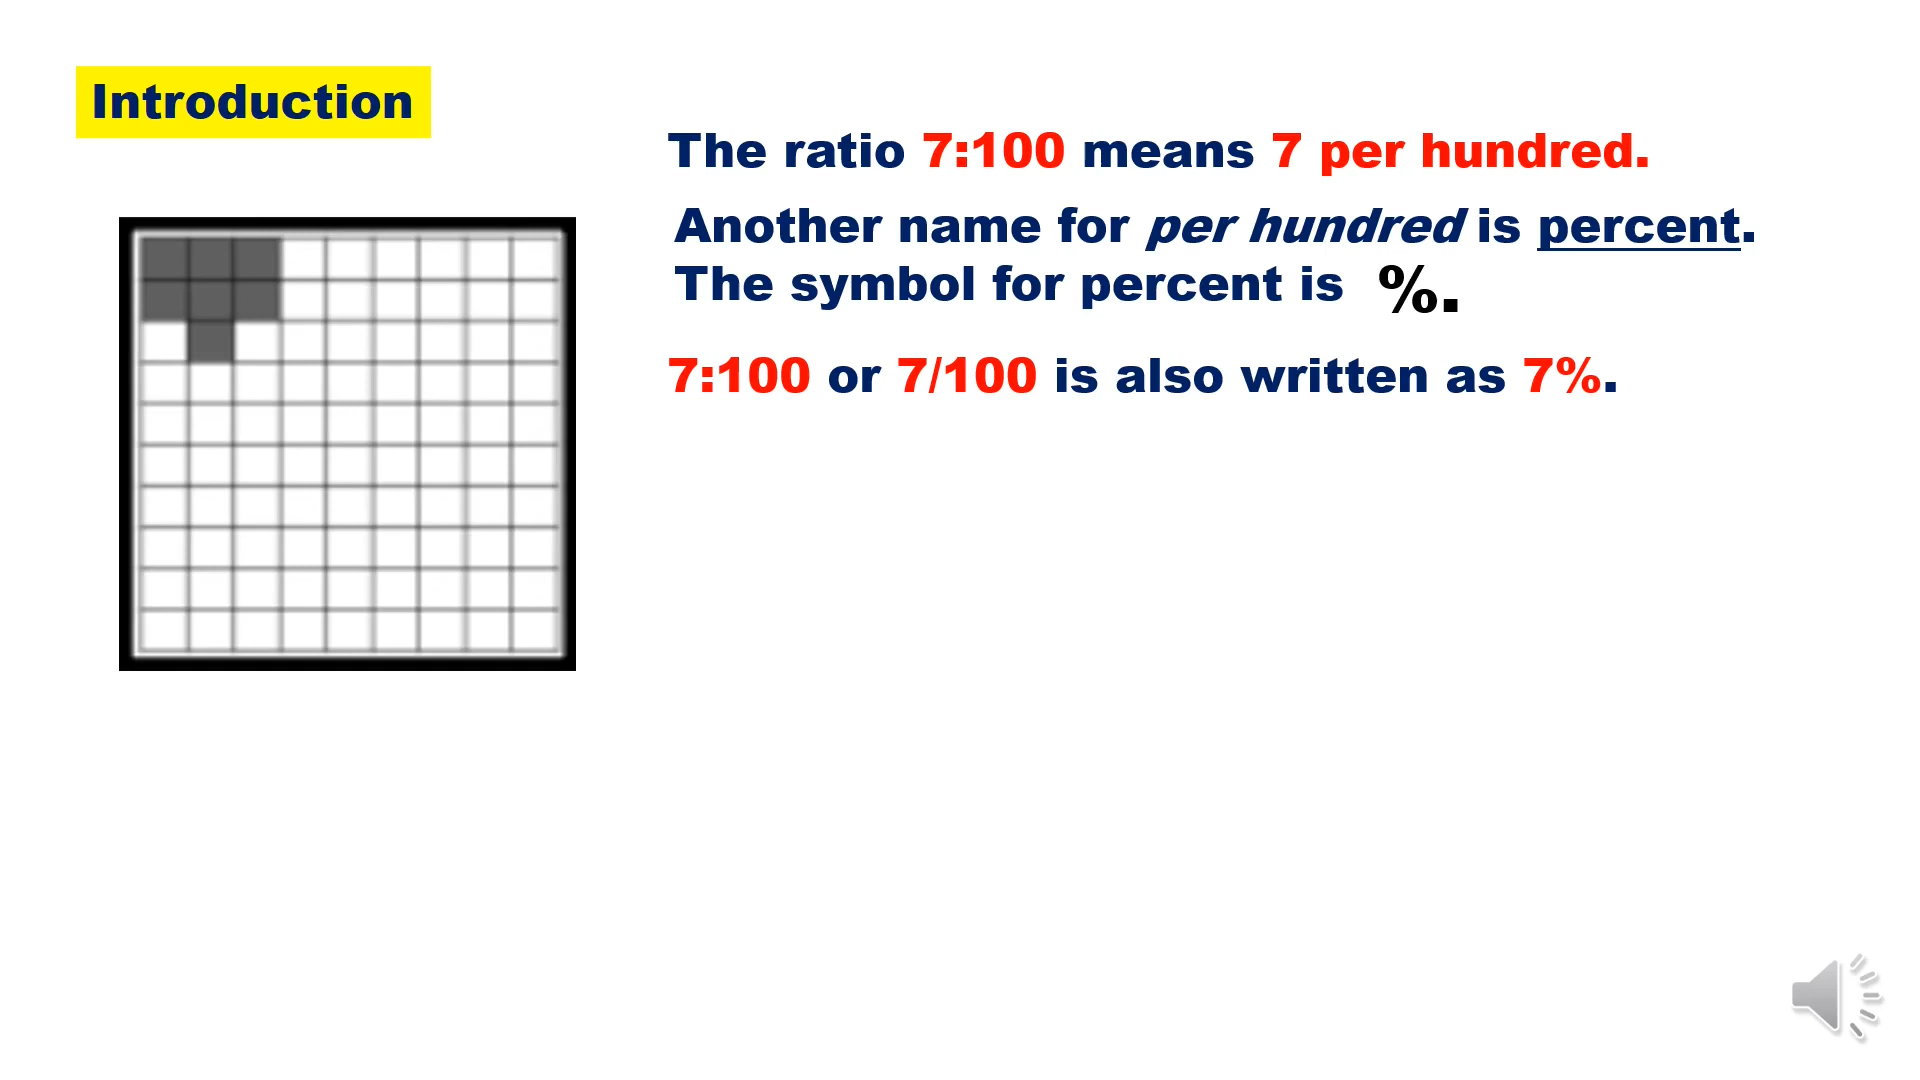 Introduction
The ratio 7:100 means 7 per hundred.
Another name for per hundred is percent.
The symbol for percent is %.
7:100 or 7/100 is also written as 7%.